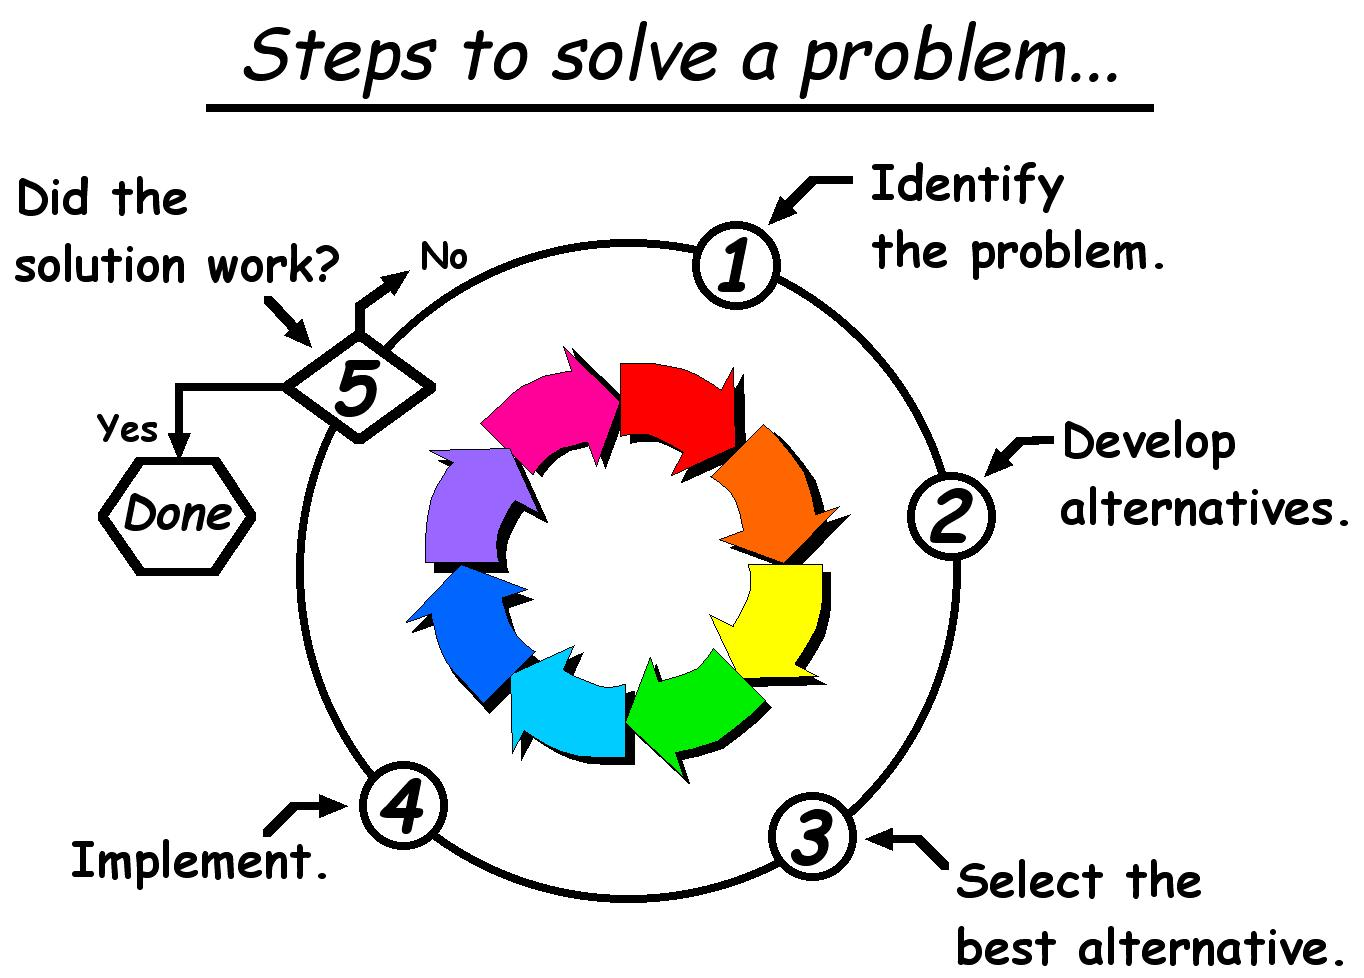 Steps to solve a problem...
1
Identify
the problem.
2
Develop
alternatives.
3
Select the
best alternative.
4
Implement.
5
Did the
solution work?
No
Yes
Done